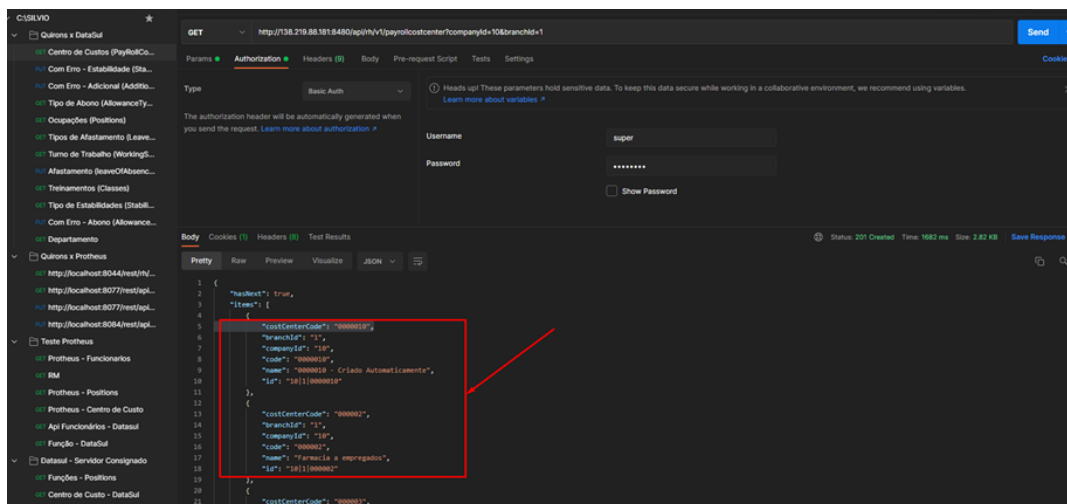 C:\SILVIO
Quirons x DataSul
GET Centro de Custos (PayRollCo...
PUT Com Erro - Estabilidade (Sta...
PUT Com Erro - Adicional (Additio...
GET Tipo de Abono (AllowanceTy...
GET Ocupações (Positions)
GET Tipos de Afastamento (Leave...
GET Turno de Trabalho (WorkingS...
PUT Afastamento (leaveOfAbsenc...
GET Treinamentos (Classes)
GET Tipo de Estabilidades (Stabili...
PUT Com Erro - Abono (Allowance...
GET Departamento
Quirons x Protheus
GET http://localhost:8044/rest/rh/...
GET http://localhost:8077/rest/api...
PUT http://localhost:8077/rest/api...
PUT http://localhost:8084/rest/api...
Teste Protheus
GET Protheus - Funcionarios
GET RM
GET Protheus - Positions
GET Protheus - Centro de Custo
GET Api Funcionários - Datasul
GET Função - DataSul
Datasul - Servidor Consignado
GET Funções - Positions
GET Centro de Custo - DataSul
GET http://138.219.88.181:8480/api/rh/v1/payrollcostcenter?companyId=10&branchId=1 Send
Params Authorization Headers (9) Body Pre-request Script Tests Settings Cookie
Type Basic Auth
The authorization header will be automatically generated when
you send the request. Learn more about authorization ↗
Heads up! These parameters hold sensitive data. To keep this data secure while working in a collaborative environment, we recommend using variables.
Learn more about variables ↗
Username super
Password ••••••••
Show Password
Body Cookies (1) Headers (8) Test Results Status: 201 Created Time: 1682 ms Size: 2.82 KB Save Response
Pretty Raw Preview Visualize JSON
1 {
2 "hasNext": true,
3 "items": [
4 {
5 "costCenterCode": "0000010",
6 "branchId": "1",
7 "companyId": "10",
8 "code": "0000010",
9 "name": "0000010 - Criado Automaticamente",
10 "id": "10|1|0000010"
11 },
12 {
13 "costCenterCode": "000002",
14 "branchId": "1",
15 "companyId": "10",
16 "code": "000002",
17 "name": "Farmacia a empregados",
18 "id": "10|1|000002"
19 },
20 {
21 "costCenterCode": "000003",